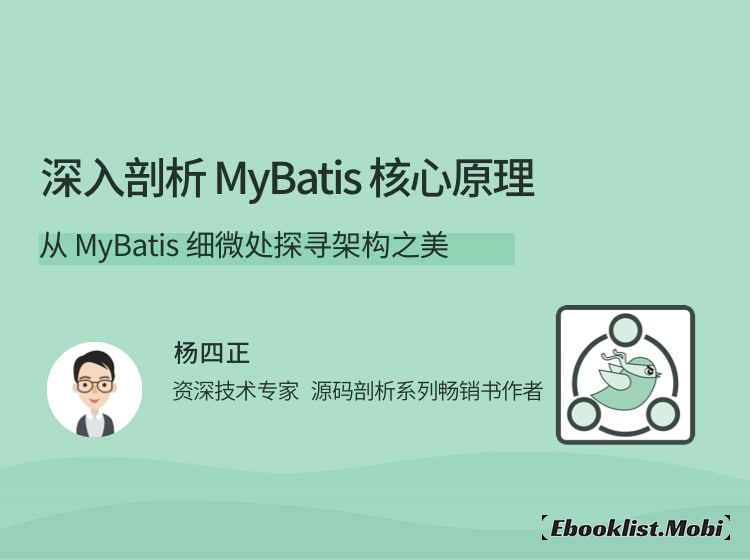 深入剖析 MyBatis 核心原理
从 MyBatis 细微处探寻架构之美
杨四正
资深技术专家 源码剖析系列畅销书作者
【Ebooklist.Mobi】